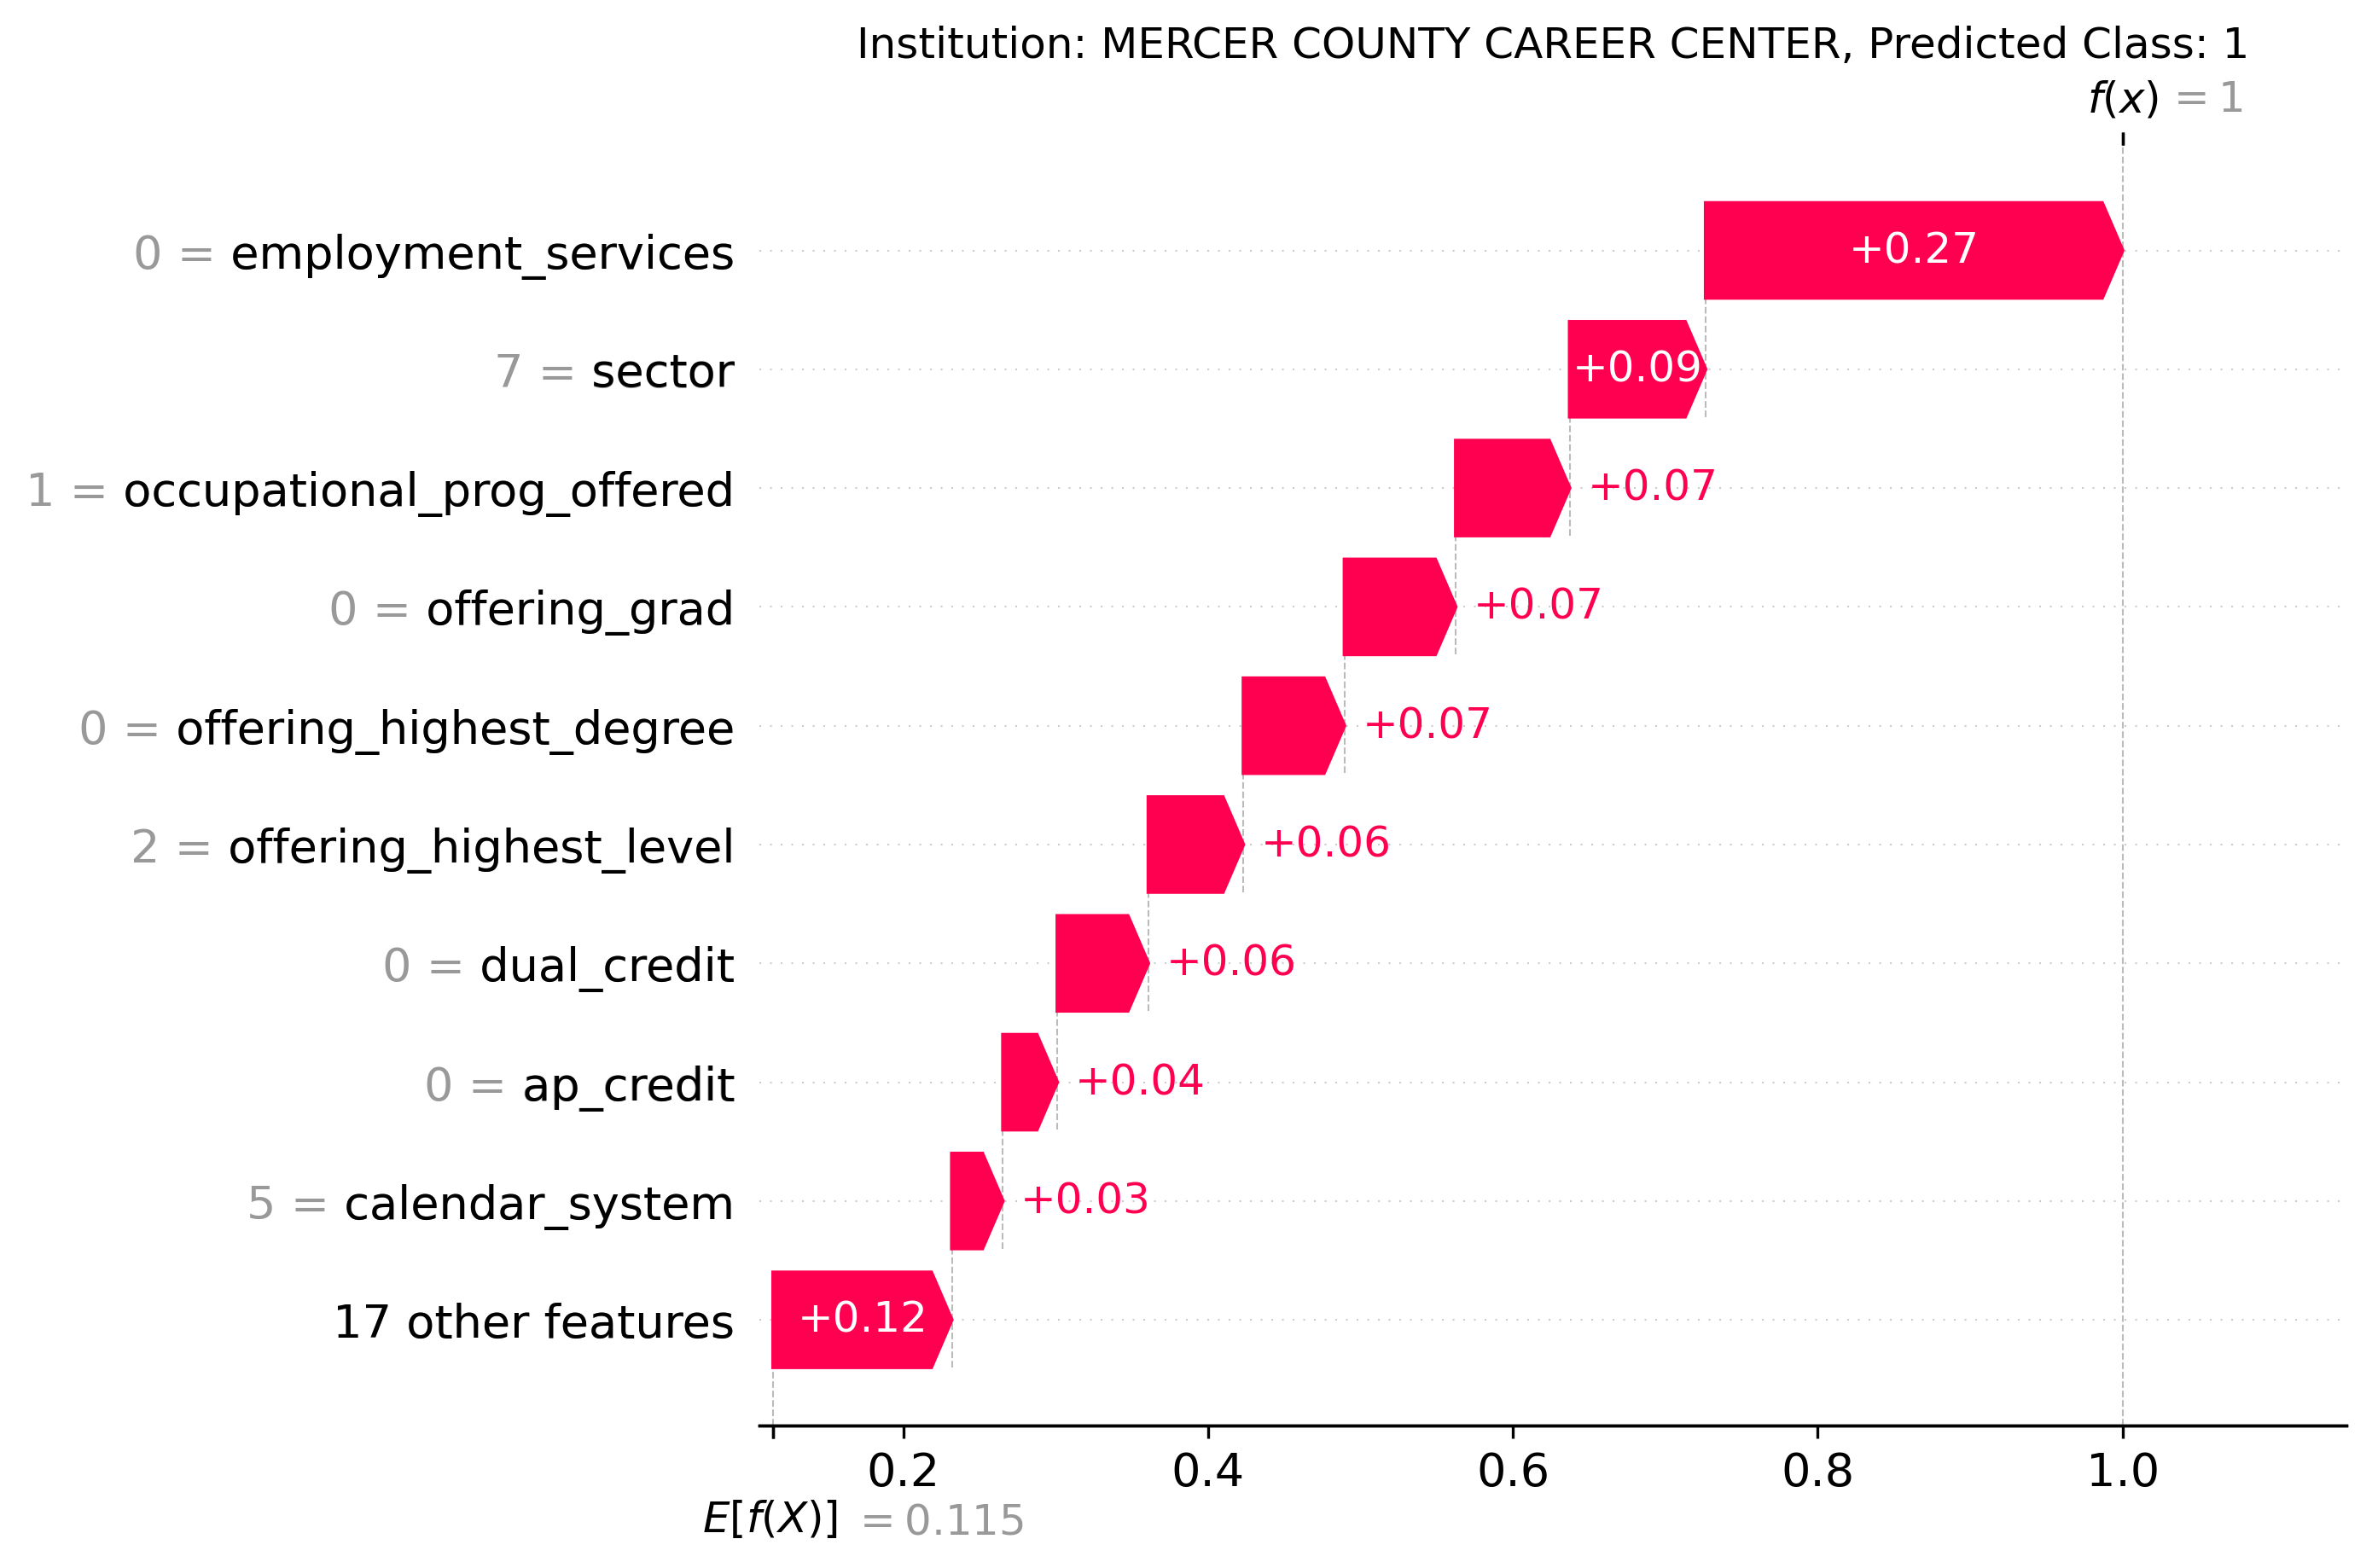 Institution: MERCER COUNTY CAREER CENTER, Predicted Class: 1
f(x) = 1
0 = employment_services +0.27
7 = sector +0.09
1 = occupational_prog_offered +0.07
0 = offering_grad +0.07
0 = offering_highest_degree +0.07
2 = offering_highest_level +0.06
0 = dual_credit +0.06
0 = ap_credit +0.04
5 = calendar_system +0.03
17 other features +0.12
0.2 0.4 0.6 0.8 1.0
E[f(X)] = 0.115